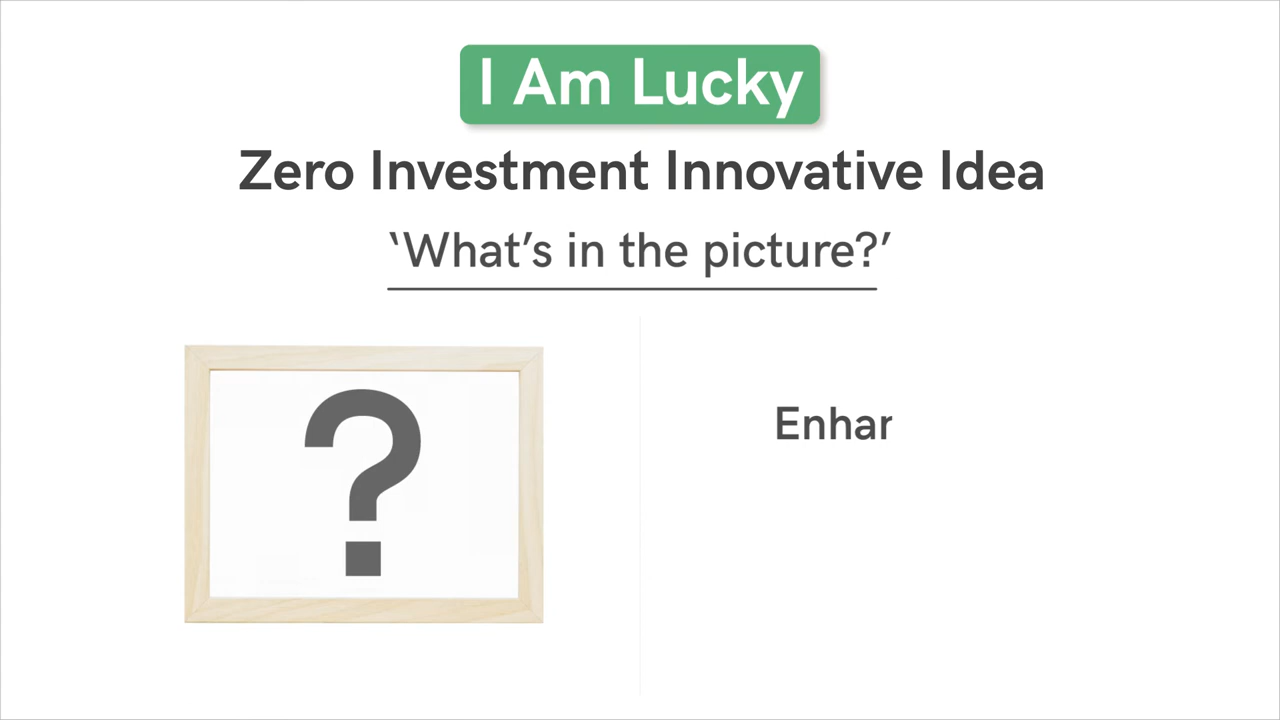 I Am Lucky
Zero Investment Innovative Idea
‘What’s in the picture?’
?
Enhar